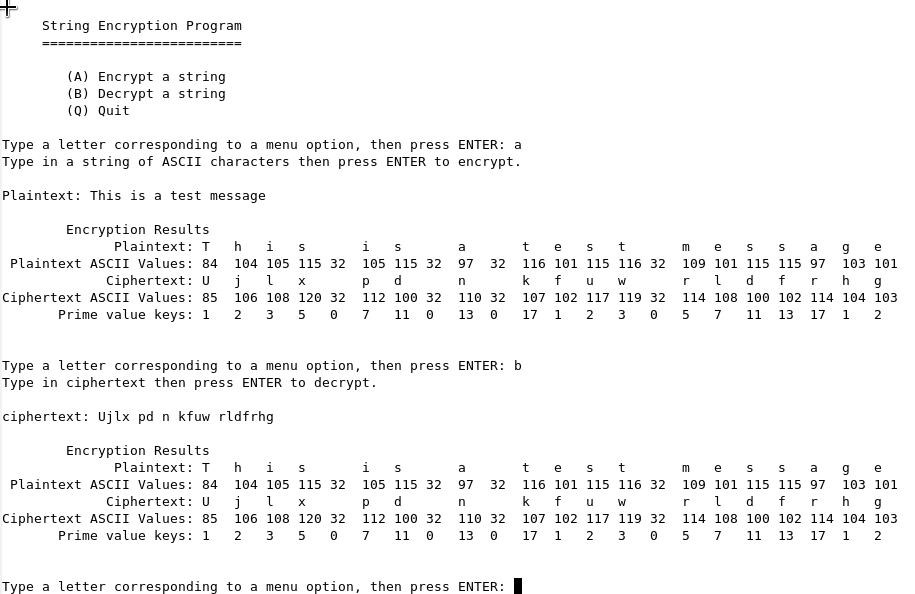 String Encryption Program
=========================
(A) Encrypt a string
(B) Decrypt a string
(Q) Quit
Type a letter corresponding to a menu option, then press ENTER: a
Type in a string of ASCII characters then press ENTER to encrypt.
Plaintext: This is a test message
Encryption Results
Plaintext: T   h   i   s       i   s       a       t   e   s   t       m   e   s   s   a   g   e
Plaintext ASCII Values: 84  104 105 115 32  105 115 32  97  32  116 101 115 116 32  109 101 115 115 97  103 101
Ciphertext: U   j   l   x       p   d       n       k   f   u   w       r   l   d   f   r   h   g
Ciphertext ASCII Values: 85  106 108 120 32  112 100 32  110 32  107 102 117 119 32  114 108 100 102 114 104 103
Prime value keys: 1   2   3   5   0   7   11  0   13  0   17  1   2   3   0   5   7   11  13  17  1   2
Type a letter corresponding to a menu option, then press ENTER: b
Type in ciphertext then press ENTER to decrypt.
ciphertext: Ujlx pd n kfuw rldfrhg
Encryption Results
Plaintext: T   h   i   s       i   s       a       t   e   s   t       m   e   s   s   a   g   e
Plaintext ASCII Values: 84  104 105 115 32  105 115 32  97  32  116 101 115 116 32  109 101 115 115 97  103 101
Ciphertext: U   j   l   x       p   d       n       k   f   u   w       r   l   d   f   r   h   g
Ciphertext ASCII Values: 85  106 108 120 32  112 100 32  110 32  107 102 117 119 32  114 108 100 102 114 104 103
Prime value keys: 1   2   3   5   0   7   11  0   13  0   17  1   2   3   0   5   7   11  13  17  1   2
Type a letter corresponding to a menu option, then press ENTER: